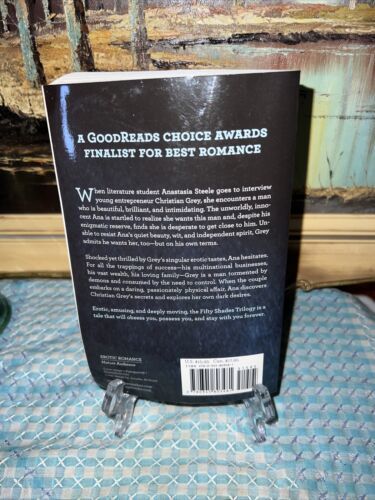 A GOODREADS CHOICE AWARDS
FINALIST FOR BEST ROMANCE
When literature student Anastasia Steele goes to interview
young entrepreneur Christian Grey, she encounters a man
who is beautiful, brilliant, and intimidating. The unworldly, inno-
cent Ana is startled to realize she wants this man and, despite his
enigmatic reserve, finds she is desperate to get close to him. Un-
able to resist Ana's quiet beauty, wit, and independent spirit, Grey
admits he wants her, too—but on his own terms.
Shocked yet thrilled by Grey's singular erotic tastes, Ana hesitates.
For all the trappings of success—his multinational businesses,
his vast wealth, his loving family—Grey is a man tormented by
demons and consumed by the need to control. When the couple
embarks on a daring, passionately physical affair, Ana discovers
Christian Grey's secrets and explores her own dark desires.
Erotic, amusing, and deeply moving, the Fifty Shades Trilogy is a
tale that will obsess you, possess you, and stay with you forever.
EROTIC ROMANCE
Mature Audience